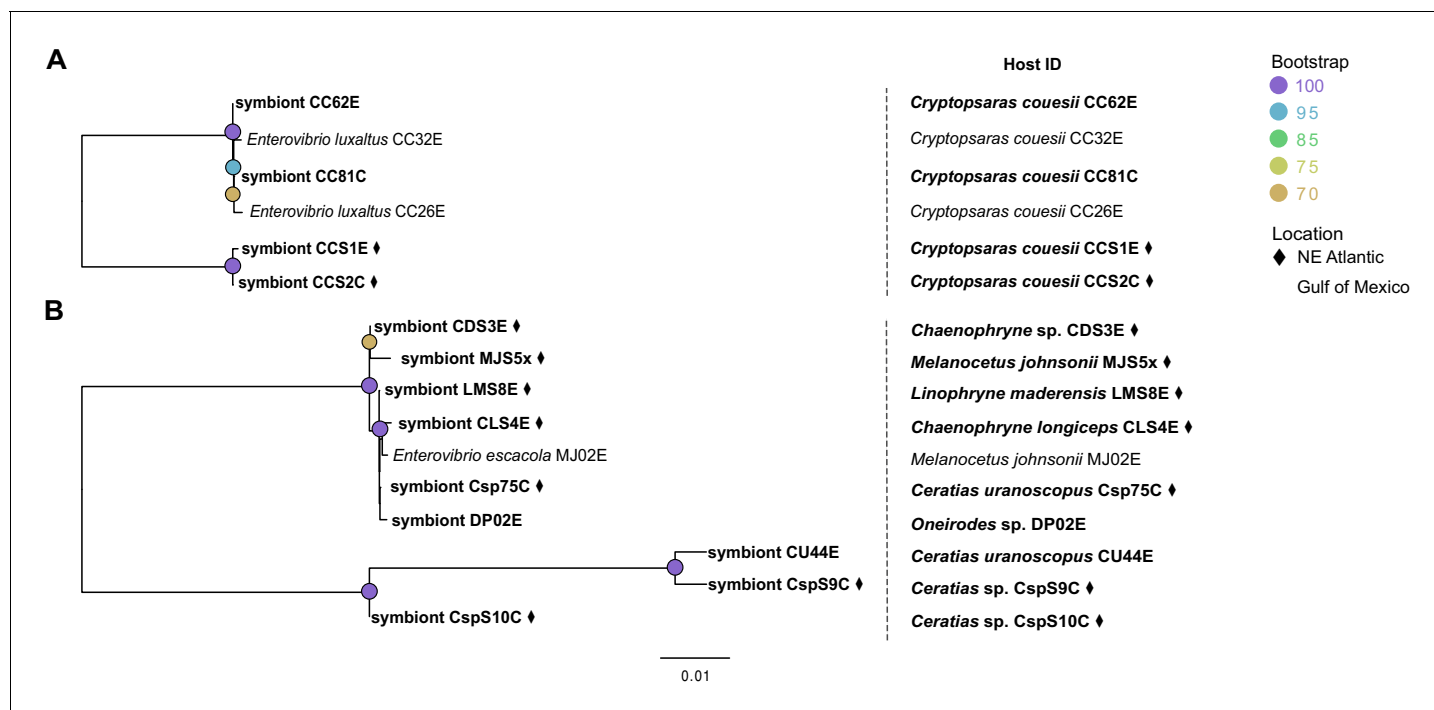 A
Host ID
Bootstrap
100
95
85
75
70
Location
♦ NE Atlantic
Gulf of Mexico
symbiont CC62E Cryptopsaras couesii CC62E
Enterovibrio luxaltus CC32E Cryptopsaras couesii CC32E
symbiont CC81C Cryptopsaras couesii CC81C
Enterovibrio luxaltus CC26E Cryptopsaras couesii CC26E
symbiont CCS1E ♦ Cryptopsaras couesii CCS1E ♦
symbiont CCS2C ♦ Cryptopsaras couesii CCS2C ♦
B
symbiont CDS3E ♦ Chaenophryne sp. CDS3E ♦
symbiont MJS5x ♦ Melanocetus johnsonii MJS5x ♦
symbiont LMS8E ♦ Linophryne maderensis LMS8E ♦
symbiont CLS4E ♦ Chaenophryne longiceps CLS4E ♦
Enterovibrio escacola MJ02E Melanocetus johnsonii MJ02E
symbiont Csp75C ♦ Ceratias uranoscopus Csp75C ♦
symbiont DP02E Oneirodes sp. DP02E
symbiont CU44E Ceratias uranoscopus CU44E
symbiont CspS9C ♦ Ceratias sp. CspS9C ♦
symbiont CspS10C ♦ Ceratias sp. CspS10C ♦
0.01